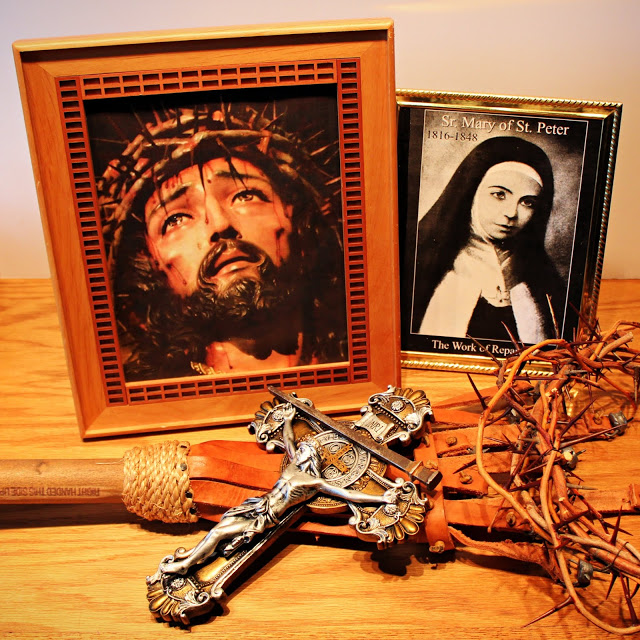 Sr. Mary of St. Peter
1816-1848
The Work of Repa
RIGHT HANDED THIS SIDE